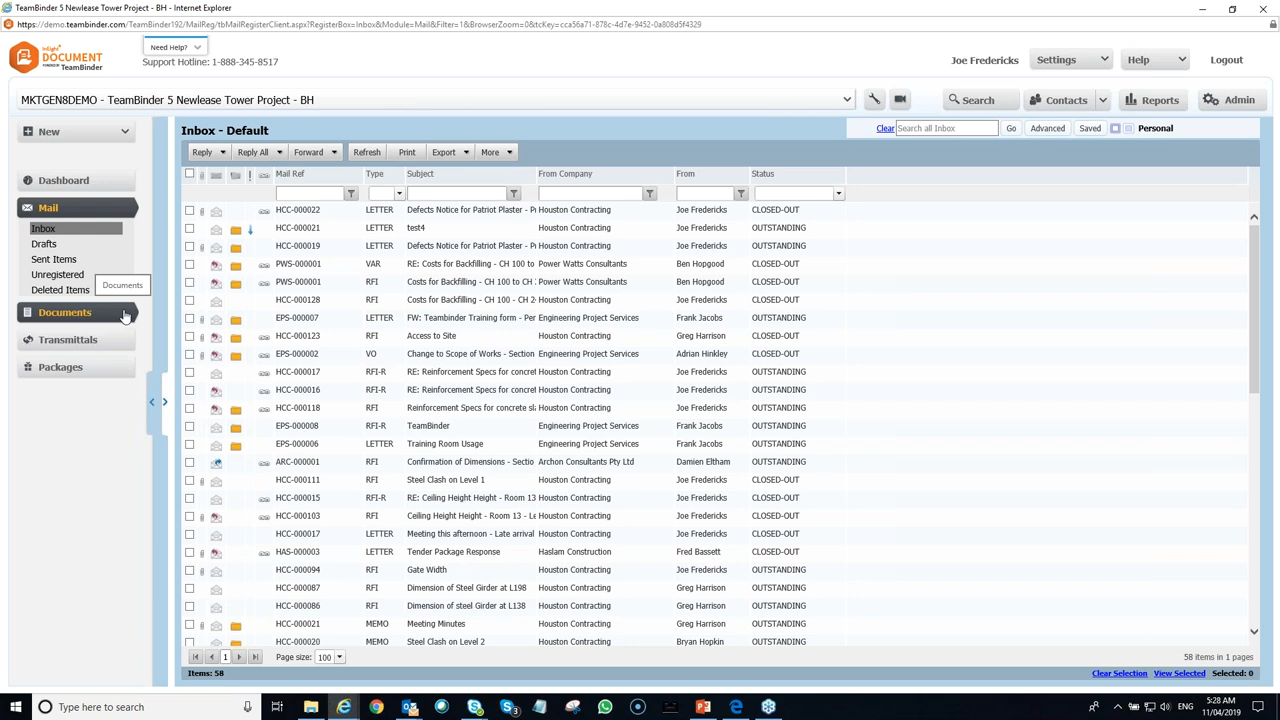 TeamBinder 5 Newlease Tower Project - BH - Internet Explorer
https://demo.teambinder.com/TeamBinder192/MailReg/tbMailRegisterClient.aspx?RegisterBox=Inbox&Module=Mail&Filter=1&BrowserZoom=0&tcKey=cca56a71-878c-4d7e-9452-0a808d5f4329
InEight
DOCUMENT
POWERED BY TEAMBINDER
Need Help?
Support Hotline: 1-888-345-8517
Joe Fredericks Settings Help Logout
MKTGEN8DEMO - TeamBinder 5 Newlease Tower Project - BH
Search Contacts Reports Admin
New
Dashboard
Mail
Inbox
Drafts
Sent Items
Unregistered
Deleted Items
Documents
Documents
Transmittals
Packages
Inbox - Default
Clear Search all Inbox Go Advanced Saved Personal
Reply Reply All Forward Refresh Print Export More
Mail Ref Type Subject From Company From Status
HCC-000022 LETTER Defects Notice for Patriot Plaster - Pr Houston Contracting Joe Fredericks CLOSED-OUT
HCC-000021 LETTER test4 Houston Contracting Joe Fredericks OUTSTANDING
HCC-000019 LETTER Defects Notice for Patriot Plaster - Pr Houston Contracting Joe Fredericks OUTSTANDING
PWS-000001 VAR RE: Costs for Backfilling - CH 100 to Power Watts Consultants Ben Hopgood CLOSED-OUT
PWS-000001 RFI Costs for Backfilling - CH 100 to CH Power Watts Consultants Ben Hopgood CLOSED-OUT
HCC-000128 RFI Costs for Backfilling - CH 100 - CH 2 Houston Contracting Joe Fredericks CLOSED-OUT
EPS-000007 LETTER FW: Teambinder Training form - Per Engineering Project Services Frank Jacobs CLOSED-OUT
HCC-000123 RFI Access to Site Houston Contracting Greg Harrison CLOSED-OUT
EPS-000002 VO Change to Scope of Works - Section Engineering Project Services Adrian Hinkley CLOSED-OUT
HCC-000017 RFI-R RE: Reinforcement Specs for concret Houston Contracting Joe Fredericks CLOSED-OUT
HCC-000016 RFI-R RE: Reinforcement Specs for concret Houston Contracting Joe Fredericks OUTSTANDING
HCC-000118 RFI Reinforcement Specs for concrete sla Houston Contracting Joe Fredericks OUTSTANDING
EPS-000008 RFI-R TeamBinder Engineering Project Services Frank Jacobs OUTSTANDING
EPS-000006 LETTER Training Room Usage Engineering Project Services Frank Jacobs OUTSTANDING
ARC-000001 RFI Confirmation of Dimensions - Sectio Archon Consultants Pty Ltd Damien Eltham OUTSTANDING
HCC-000111 RFI Steel Clash on Level 1 Houston Contracting Joe Fredericks CLOSED-OUT
HCC-000015 RFI-R RE: Ceiling Height Height - Room 13 Houston Contracting Joe Fredericks OUTSTANDING
HCC-000103 RFI Ceiling Height Height - Room 13 - Le Houston Contracting Joe Fredericks CLOSED-OUT
HCC-000017 LETTER Meeting this afternoon - Late arrival Houston Contracting Joe Fredericks OUTSTANDING
HAS-000003 LETTER Tender Package Response Haslam Construction Fred Bassett CLOSED-OUT
HCC-000094 RFI Gate Width Houston Contracting Joe Fredericks OUTSTANDING
HCC-000087 RFI Dimension of Steel Girder at L198 Houston Contracting Greg Harrison OUTSTANDING
HCC-000086 RFI Dimension of steel Girder at L138 Houston Contracting Greg Harrison OUTSTANDING
HCC-000021 MEMO Meeting Minutes Houston Contracting Greg Harrison OUTSTANDING
HCC-000020 MEMO Steel Clash on Level 2 Houston Contracting Bryan Hopkin OUTSTANDING
1 Page size: 100 58 items in 1 pages
Items: 58 Clear Selection View Selected Selected: 0
Type here to search
ENG
5:28 AM
11/04/2019